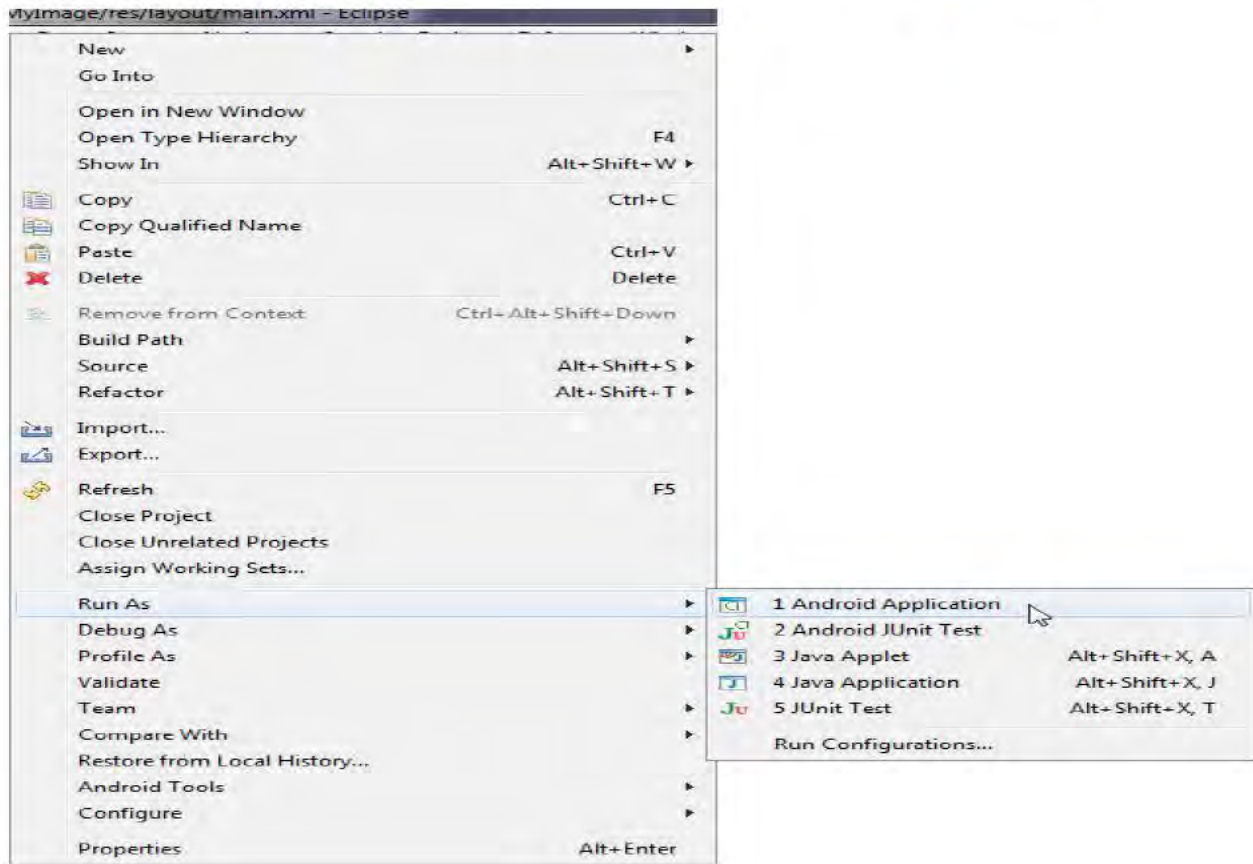 MyImage/res/layout/main.xml - Eclipse
New
Go Into
Open in New Window
Open Type Hierarchy F4
Show In Alt+Shift+W
Copy Ctrl+C
Copy Qualified Name
Paste Ctrl+V
Delete Delete
Remove from Context Ctrl+Alt+Shift+Down
Build Path
Source Alt+Shift+S
Refactor Alt+Shift+T
Import...
Export...
Refresh F5
Close Project
Close Unrelated Projects
Assign Working Sets...
Run As
1 Android Application
Debug As
2 Android JUnit Test
Profile As
3 Java Applet Alt+Shift+X, A
Validate
4 Java Application Alt+Shift+X, J
Team
5 JUnit Test Alt+Shift+X, T
Compare With
Run Configurations...
Restore from Local History...
Android Tools
Configure
Properties Alt+Enter